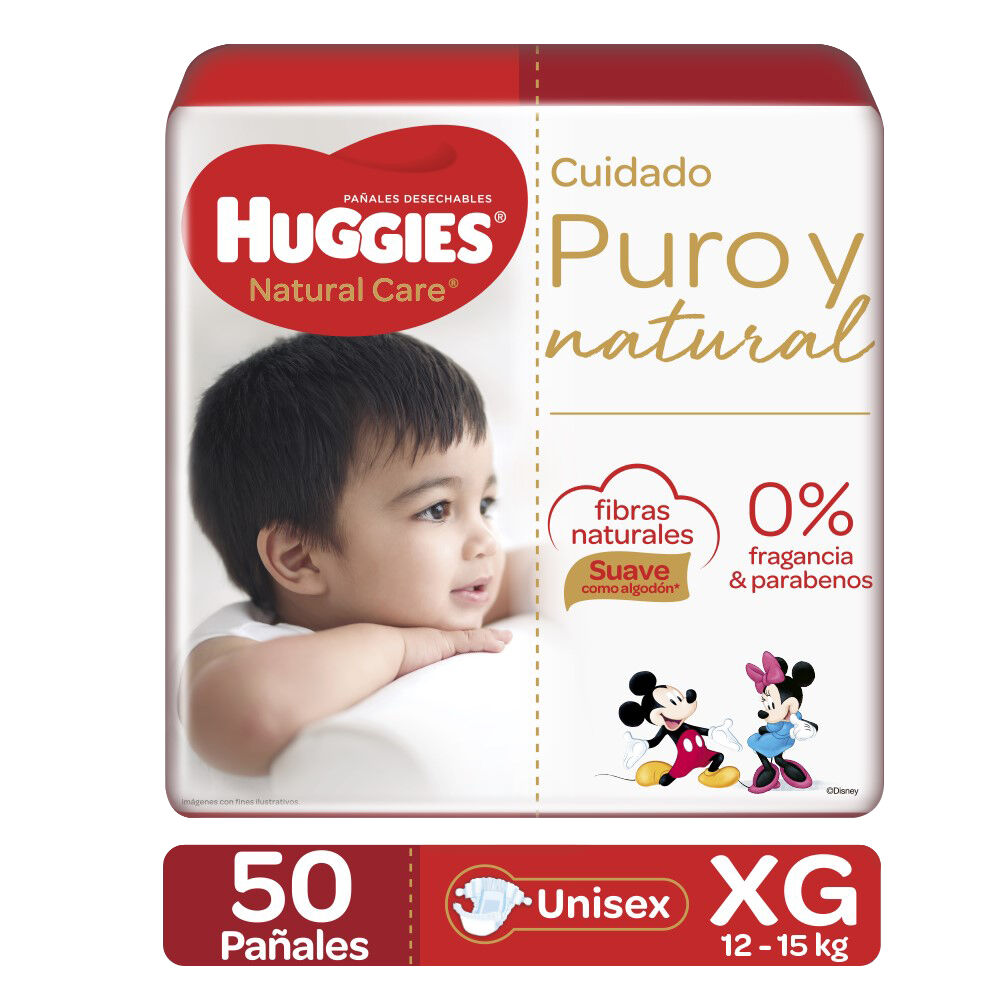 PAÑALES DESECHABLES
HUGGIES®
Natural Care®
Cuidado
Puro y
natural
fibras
naturales
Suave
como algodón*
0%
fragancia
& parabenos
©Disney
Imágenes con fines ilustrativos.
50
Pañales
Unisex
XG
12 - 15 kg